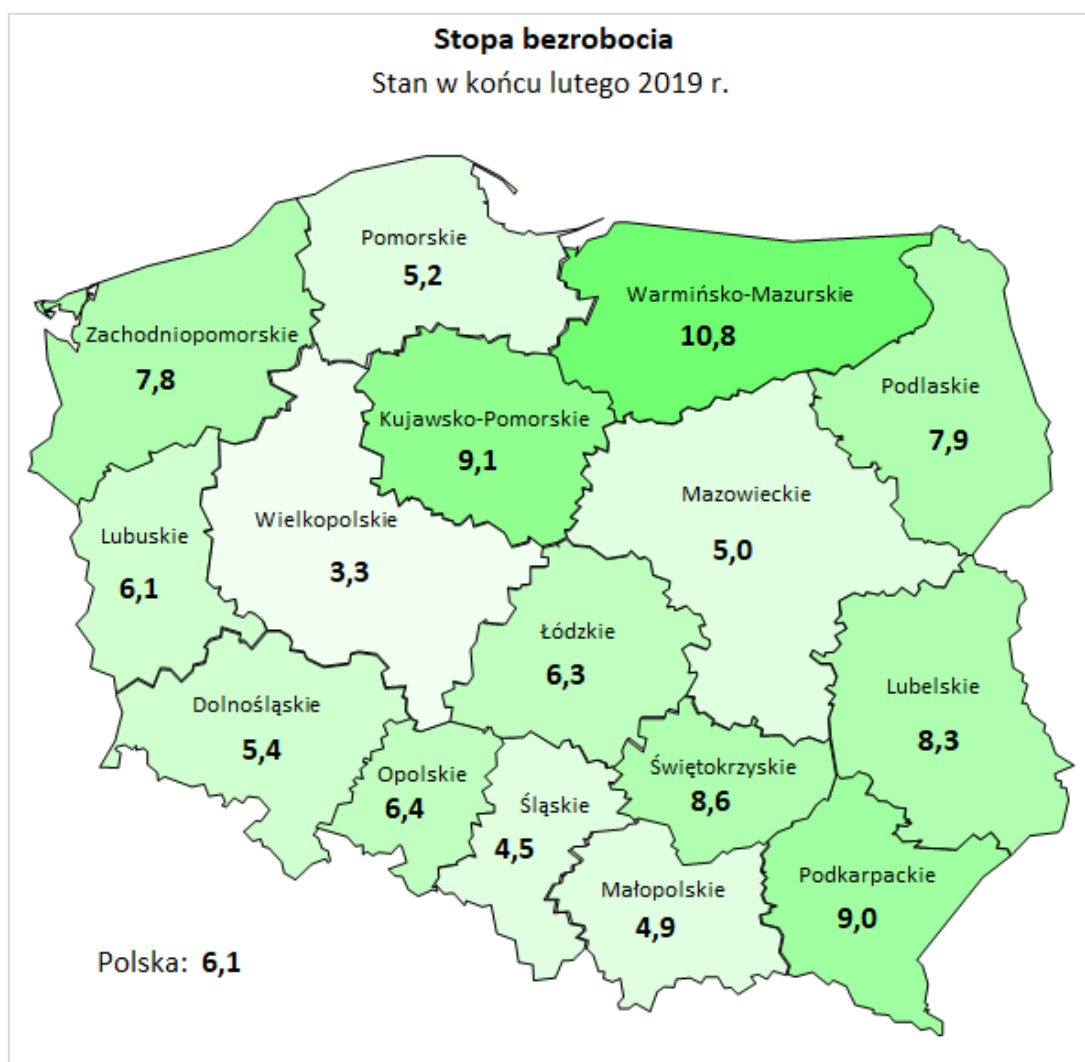 Stopa bezrobocia
Stan w końcu lutego 2019 r.
Pomorskie
5,2
Warmińsko-Mazurskie
10,8
Zachodniopomorskie
7,8
Podlaskie
7,9
Kujawsko-Pomorskie
9,1
Mazowieckie
5,0
Wielkopolskie
3,3
Lubuskie
6,1
Łódzkie
6,3
Lubelskie
8,3
Dolnośląskie
5,4
Opolskie
6,4
Świętokrzyskie
8,6
Śląskie
4,5
Małopolskie
4,9
Podkarpackie
9,0
Polska: 6,1